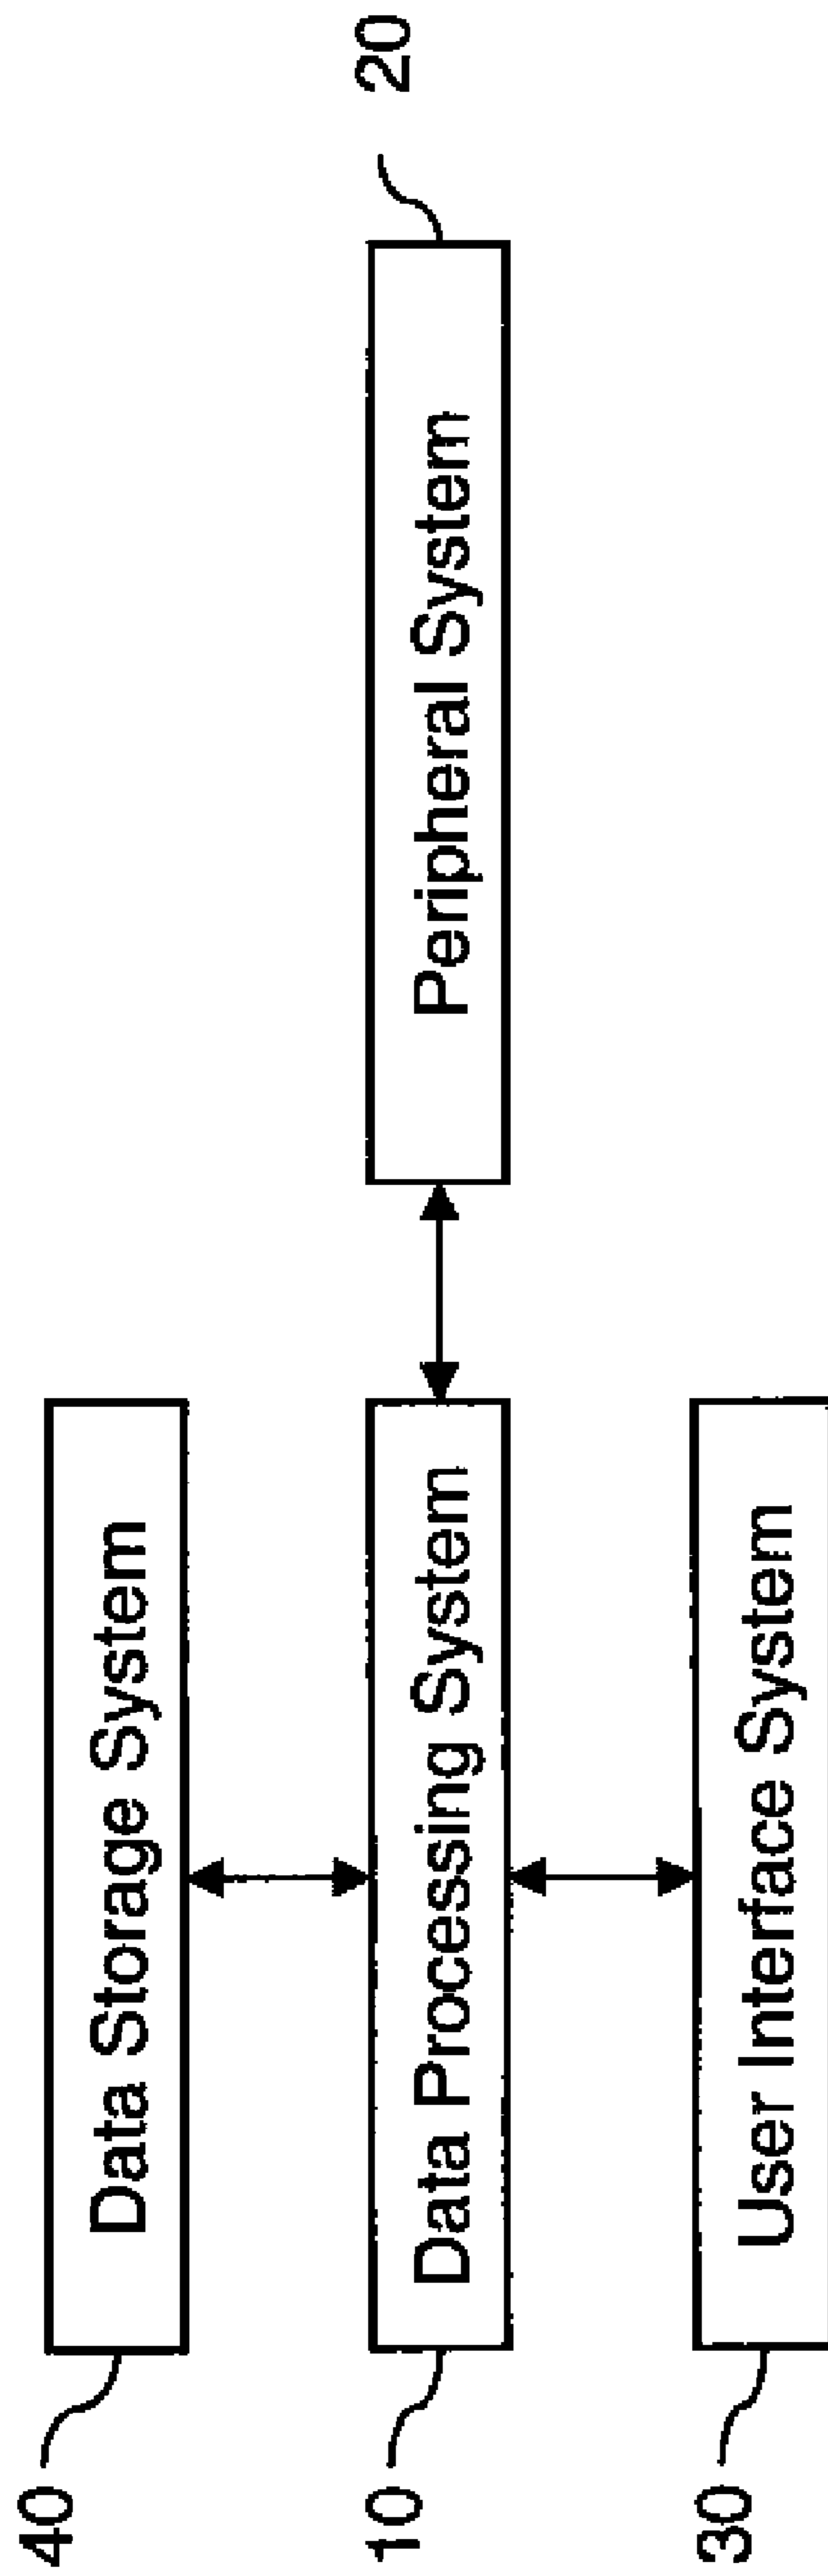 40
Data Storage System
10
Data Processing System
Peripheral System
20
30
User Interface System